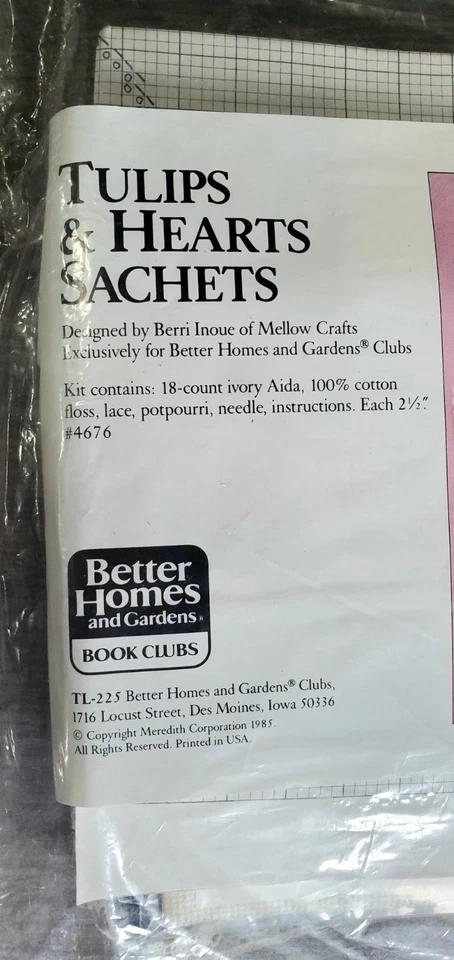 TULIPS
& HEARTS
SACHETS
Designed by Berri Inoue of Mellow Crafts
Exclusively for Better Homes and Gardens® Clubs
Kit contains: 18-count ivory Aida, 100% cotton
floss, lace, potpourri, needle, instructions. Each 2½".
#4676
Better
Homes
and Gardens®
BOOK CLUBS
TL-225 Better Homes and Gardens® Clubs,
1716 Locust Street, Des Moines, Iowa 50336
© Copyright Meredith Corporation 1985.
All Rights Reserved. Printed in USA.